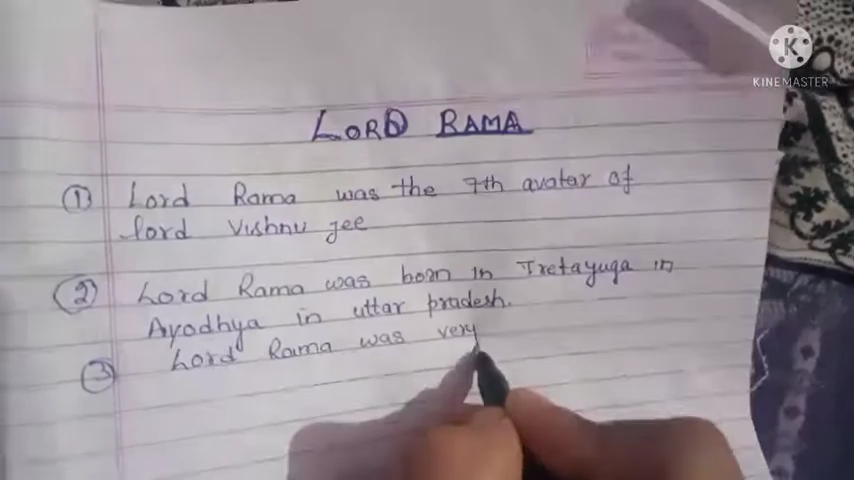 KINEMASTER
LORD RAMA
① Lord Rama was the 7th avatar of
lord Vishnu jee
② Lord Rama was born in Tretayuga in
Ayodhya in uttar pradesh.
③ Lord Rama was very